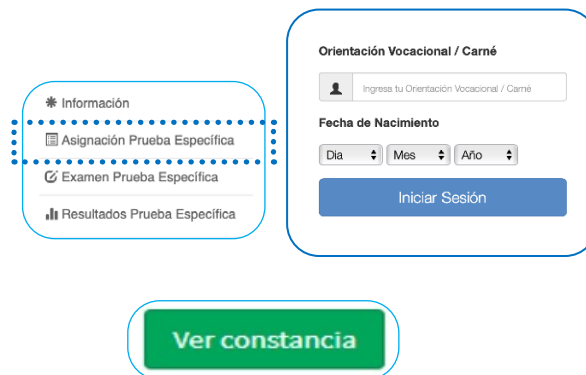 Información
Asignación Prueba Específica
Examen Prueba Específica
Resultados Prueba Específica
Orientación Vocacional / Carné
Ingresa tu Orientación Vocacional / Carné
Fecha de Nacimiento
Dia Mes Año
Iniciar Sesión
Ver constancia